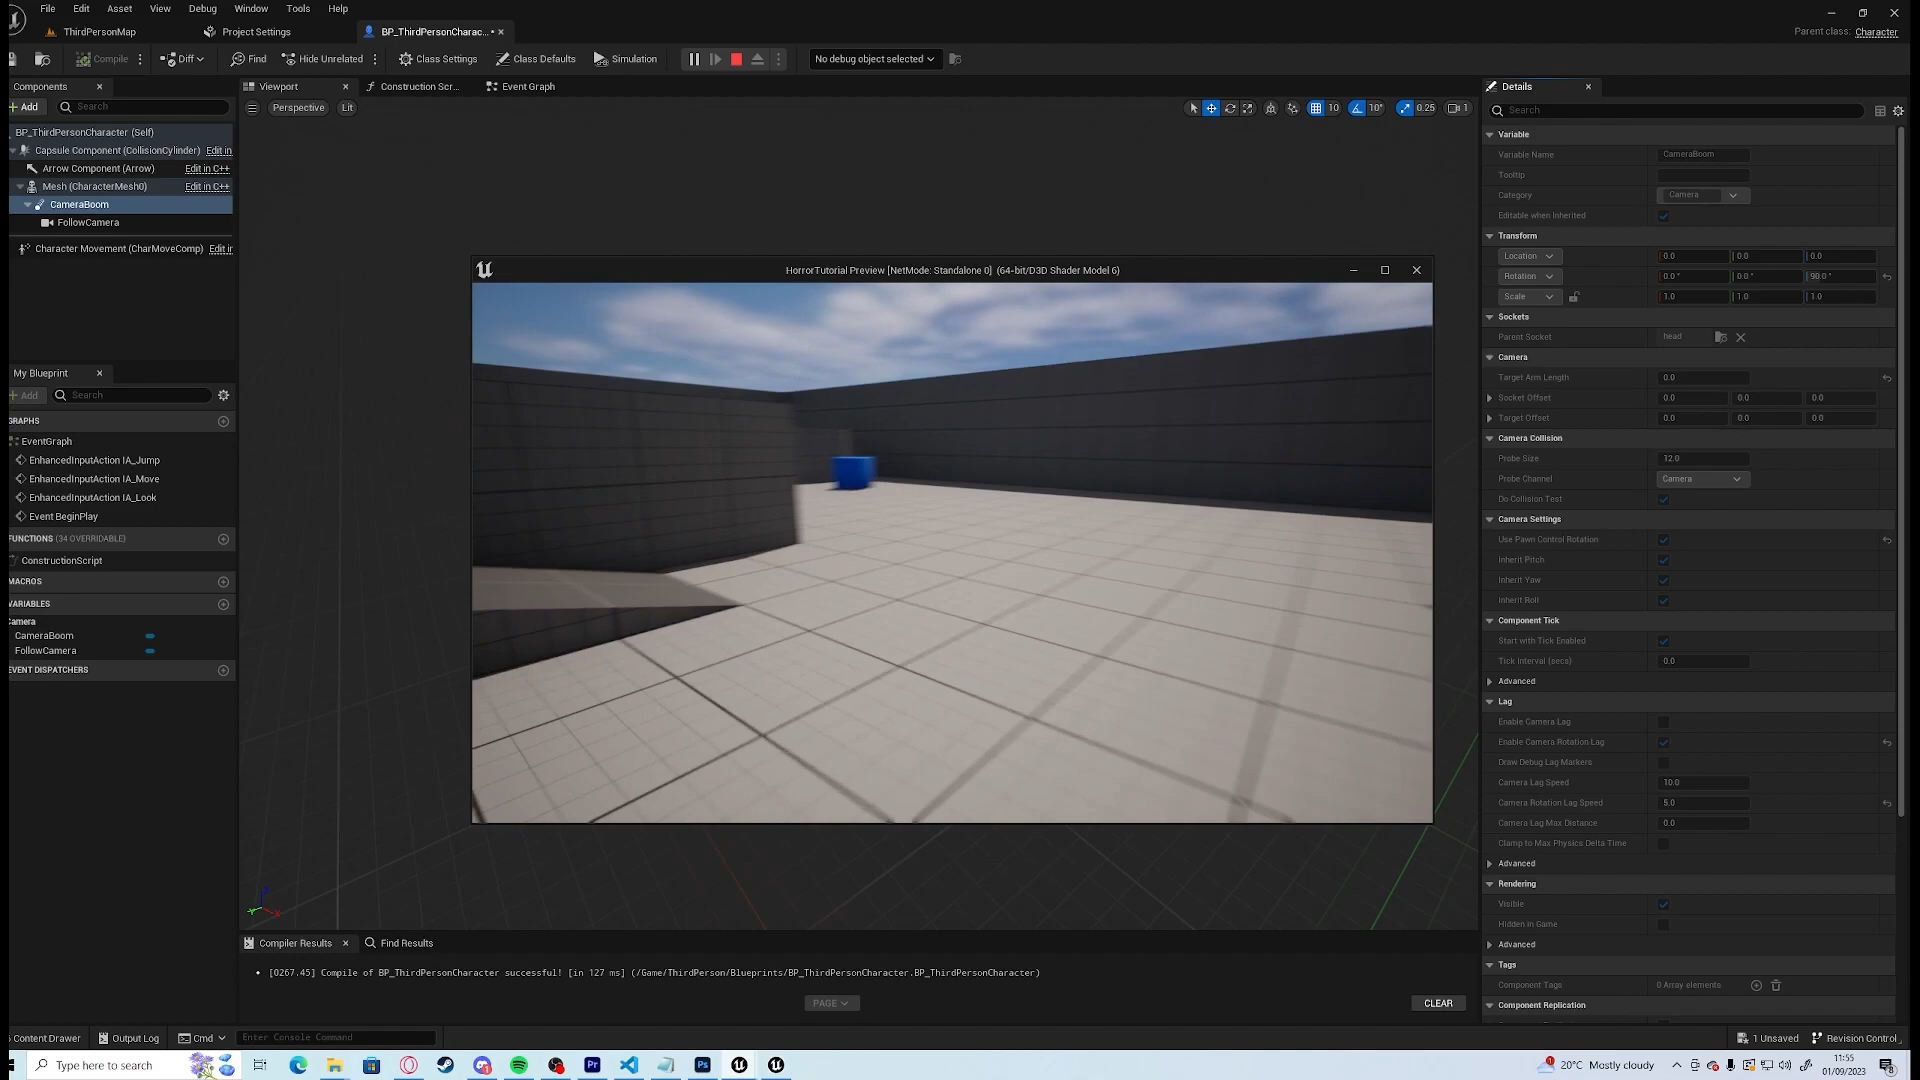 File Edit Asset View Debug Window Tools Help
ThirdPersonMap
Project Settings
BP_ThirdPersonCharac...•
Parent class: Character
Compile
Diff
Find
Hide Unrelated
Class Settings
Class Defaults
Simulation
No debug object selected
Components
Viewport
Construction Scr...
Event Graph
Details
Add
Search
Perspective
Lit
10
10°
0.25
1
Search
BP_ThirdPersonCharacter (Self)
Capsule Component (CollisionCylinder) Edit in
Arrow Component (Arrow) Edit in C++
Mesh (CharacterMesh0) Edit in C++
CameraBoom
FollowCamera
Character Movement (CharMoveComp) Edit in
My Blueprint
Add
Search
GRAPHS
EventGraph
EnhancedInputAction IA_Jump
EnhancedInputAction IA_Move
EnhancedInputAction IA_Look
Event BeginPlay
FUNCTIONS (34 OVERRIDABLE)
ConstructionScript
MACROS
VARIABLES
Camera
CameraBoom
FollowCamera
EVENT DISPATCHERS
HorrorTutorial Preview [NetMode: Standalone 0] (64-bit/D3D Shader Model 6)
Variable
Variable Name CameraBoom
Tooltip
Category Camera
Editable when Inherited
Transform
Location 0.0 0.0 0.0
Rotation 0.0 ° 0.0 ° 90.0 °
Scale 1.0 1.0 1.0
Sockets
Parent Socket head
Camera
Target Arm Length 0.0
Socket Offset 0.0 0.0 0.0
Target Offset 0.0 0.0 0.0
Camera Collision
Probe Size 12.0
Probe Channel Camera
Do Collision Test
Camera Settings
Use Pawn Control Rotation
Inherit Pitch
Inherit Yaw
Inherit Roll
Component Tick
Start with Tick Enabled
Tick Interval (secs) 0.0
Advanced
Lag
Enable Camera Lag
Enable Camera Rotation Lag
Draw Debug Lag Markers
Camera Lag Speed 10.0
Camera Rotation Lag Speed 5.0
Camera Lag Max Distance 0.0
Clamp to Max Physics Delta Time
Advanced
Rendering
Visible
Hidden in Game
Advanced
Tags
Component Tags 0 Array elements
Component Replication
Compiler Results
Find Results
• [0267.45] Compile of BP_ThirdPersonCharacter successful! [in 127 ms] (/Game/ThirdPerson/Blueprints/BP_ThirdPersonCharacter.BP_ThirdPersonCharacter)
PAGE
CLEAR
Content Drawer
Output Log
Cmd
Enter Console Command
1 Unsaved
Revision Control
Type here to search
20°C Mostly cloudy
11:55
01/09/2023